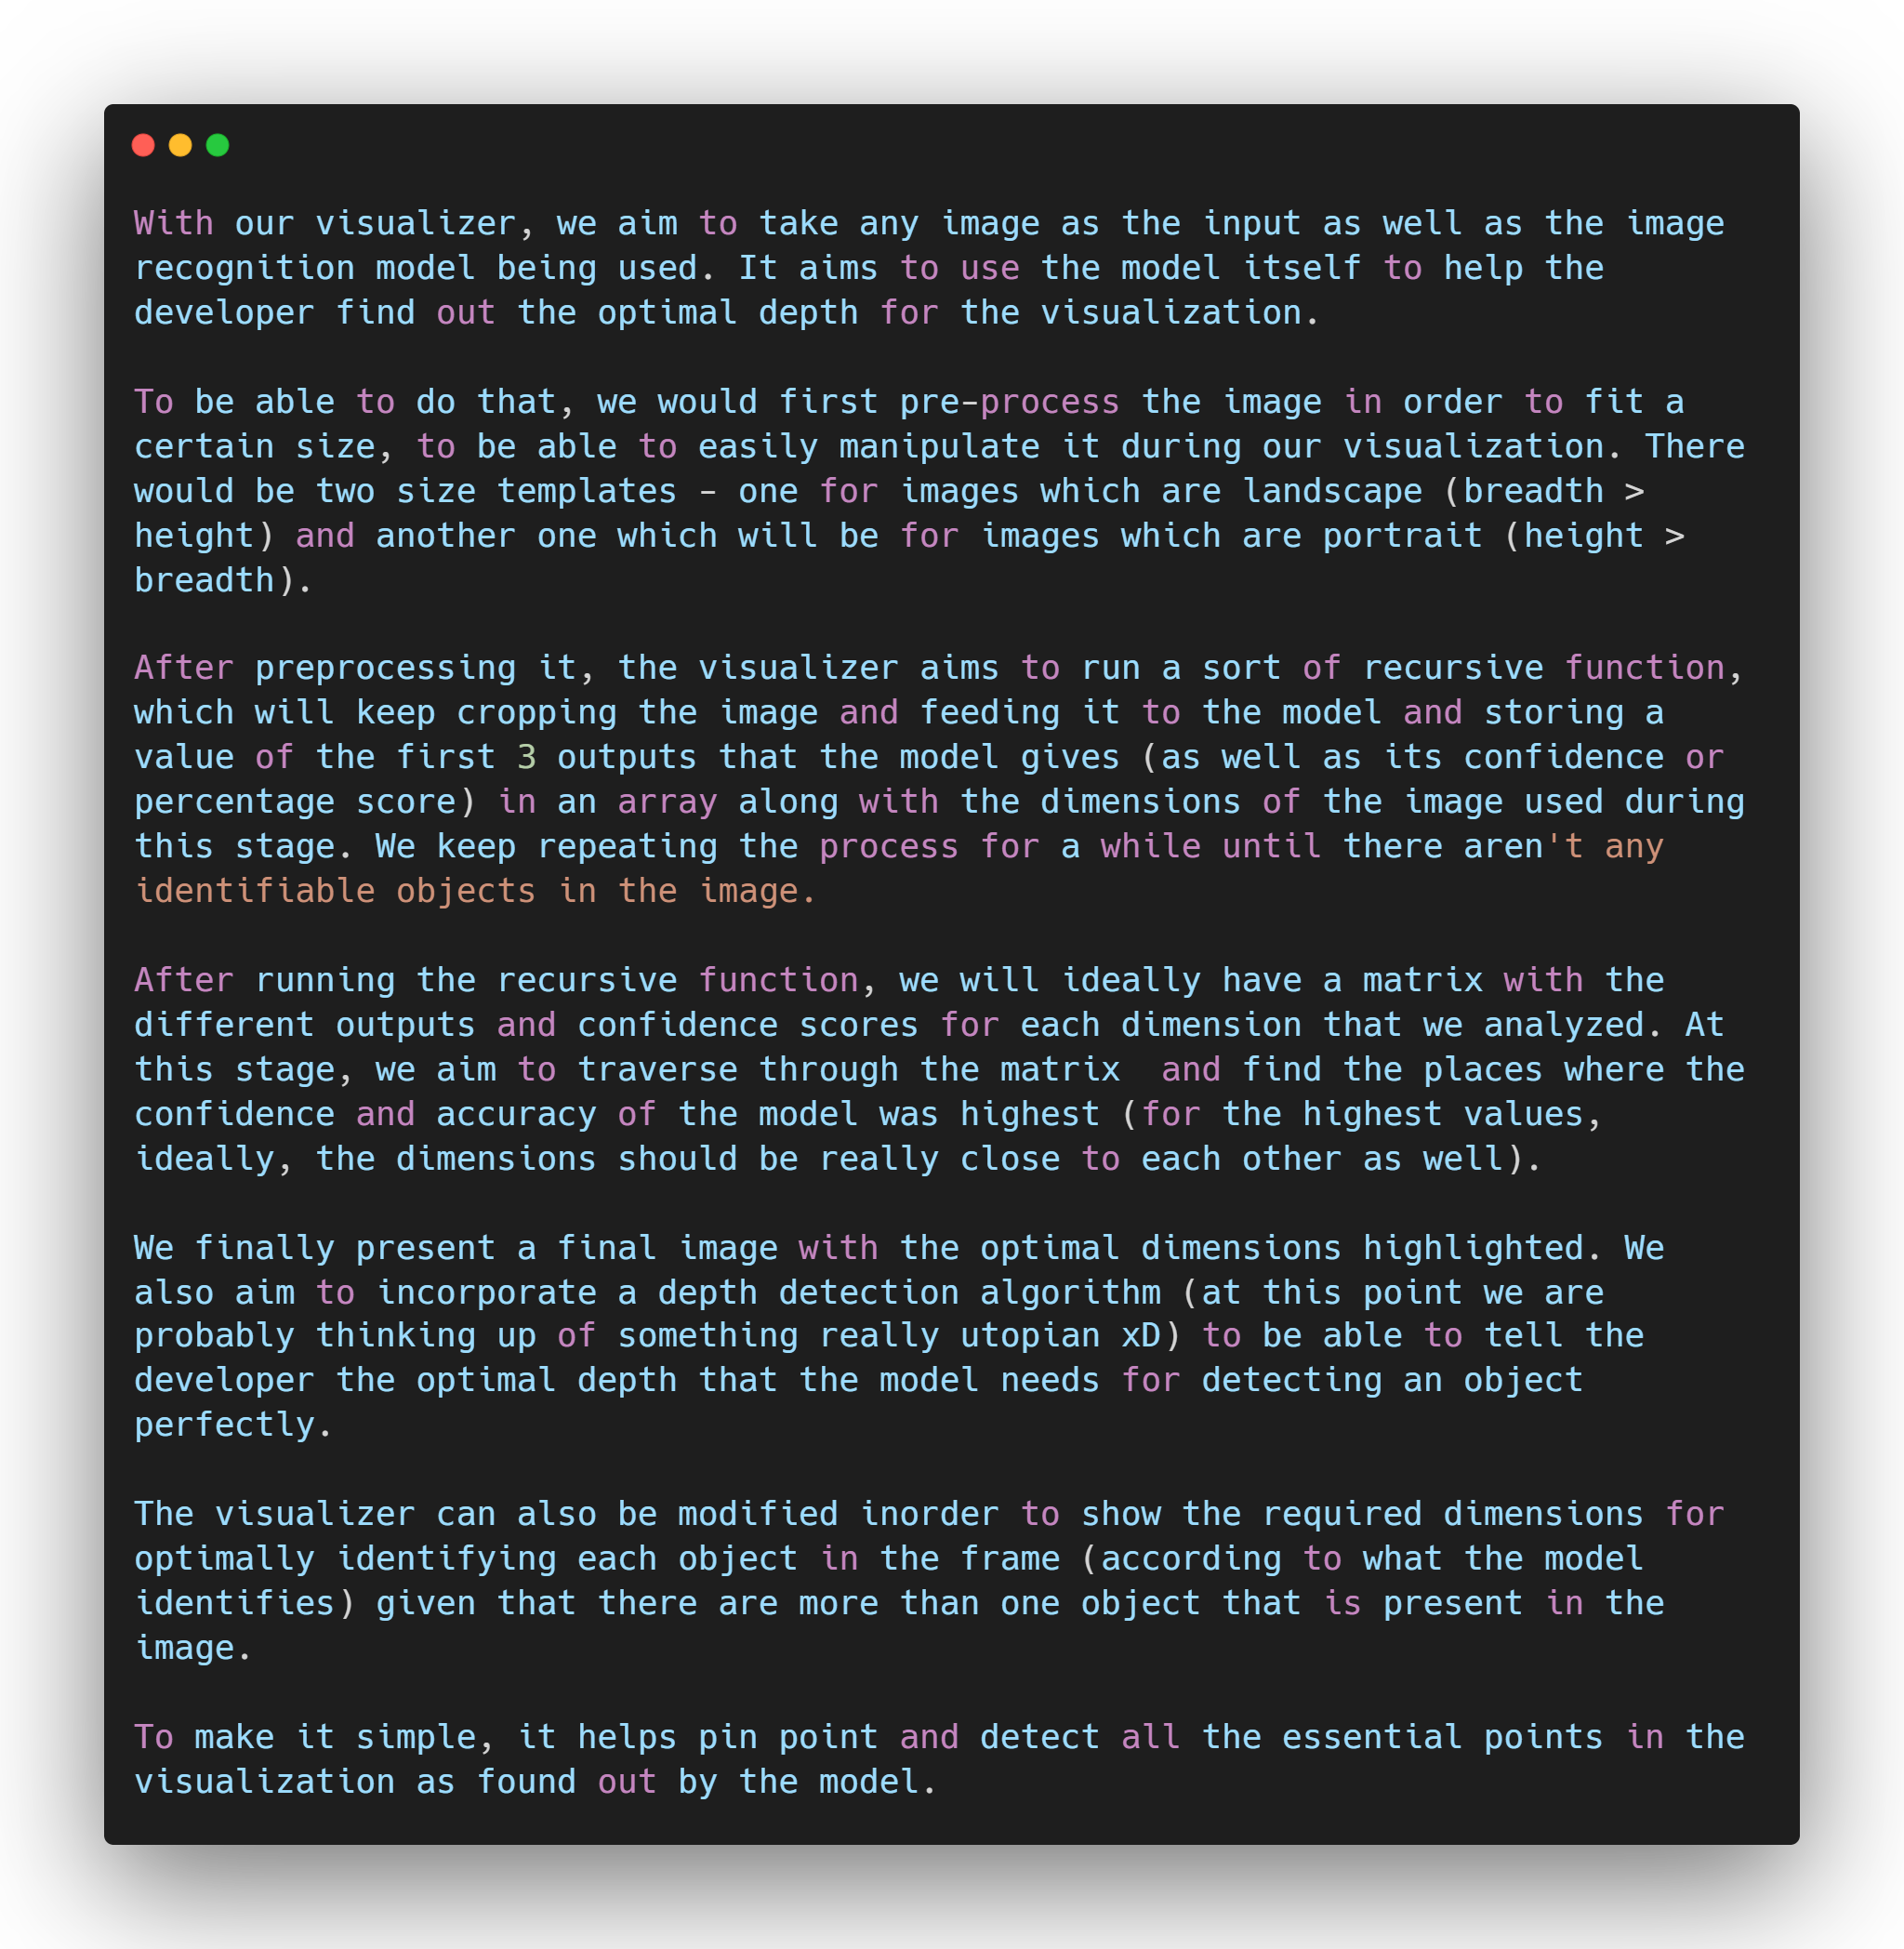 With our visualizer, we aim to take any image as the input as well as the image
recognition model being used. It aims to use the model itself to help the
developer find out the optimal depth for the visualization.
To be able to do that, we would first pre-process the image in order to fit a
certain size, to be able to easily manipulate it during our visualization. There
would be two size templates - one for images which are landscape (breadth >
height) and another one which will be for images which are portrait (height >
breadth).
After preprocessing it, the visualizer aims to run a sort of recursive function,
which will keep cropping the image and feeding it to the model and storing a
value of the first 3 outputs that the model gives (as well as its confidence or
percentage score) in an array along with the dimensions of the image used during
this stage. We keep repeating the process for a while until there aren't any
identifiable objects in the image.
After running the recursive function, we will ideally have a matrix with the
different outputs and confidence scores for each dimension that we analyzed. At
this stage, we aim to traverse through the matrix  and find the places where the
confidence and accuracy of the model was highest (for the highest values,
ideally, the dimensions should be really close to each other as well).
We finally present a final image with the optimal dimensions highlighted. We
also aim to incorporate a depth detection algorithm (at this point we are
probably thinking up of something really utopian xD) to be able to tell the
developer the optimal depth that the model needs for detecting an object
perfectly.
The visualizer can also be modified inorder to show the required dimensions for
optimally identifying each object in the frame (according to what the model
identifies) given that there are more than one object that is present in the
image.
To make it simple, it helps pin point and detect all the essential points in the
visualization as found out by the model.